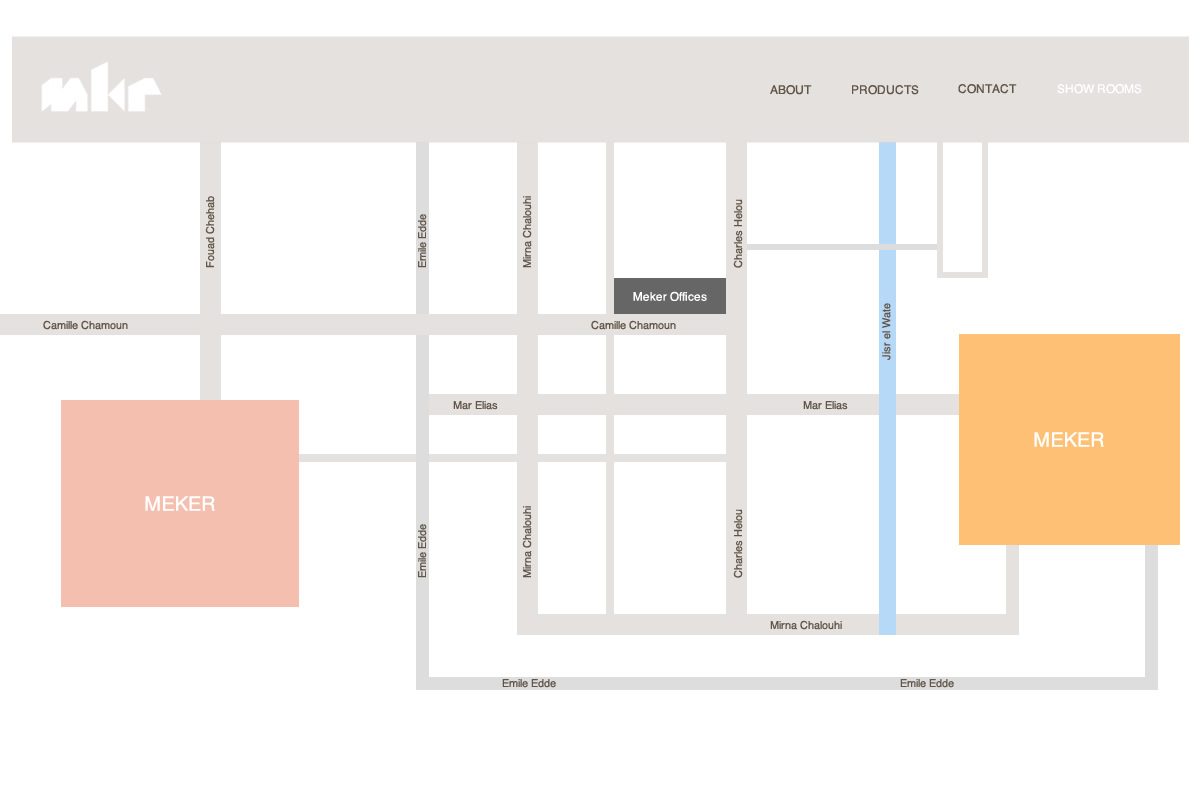 mkr
ABOUT
PRODUCTS
CONTACT
SHOW ROOMS
Fouad Chehab
Emile Edde
Mirna Chalouhi
Charles Helou
Meker Offices
Camille Chamoun
Camille Chamoun
Jisr el Wate
Mar Elias
Mar Elias
MEKER
MEKER
Emile Edde
Mirna Chalouhi
Charles Helou
Mirna Chalouhi
Emile Edde
Emile Edde